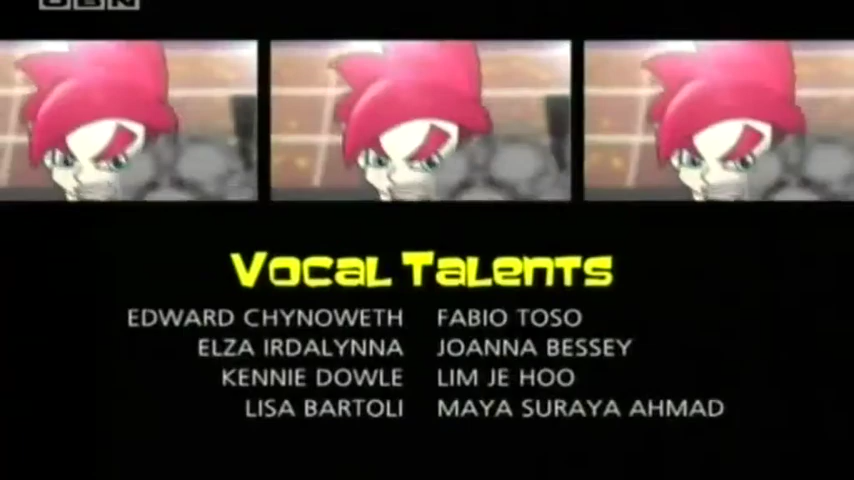 Vocal Talents
EDWARD CHYNOWETH FABIO TOSO
ELZA IRDALYNNA JOANNA BESSEY
KENNIE DOWLE LIM JE HOO
LISA BARTOLI MAYA SURAYA AHMAD